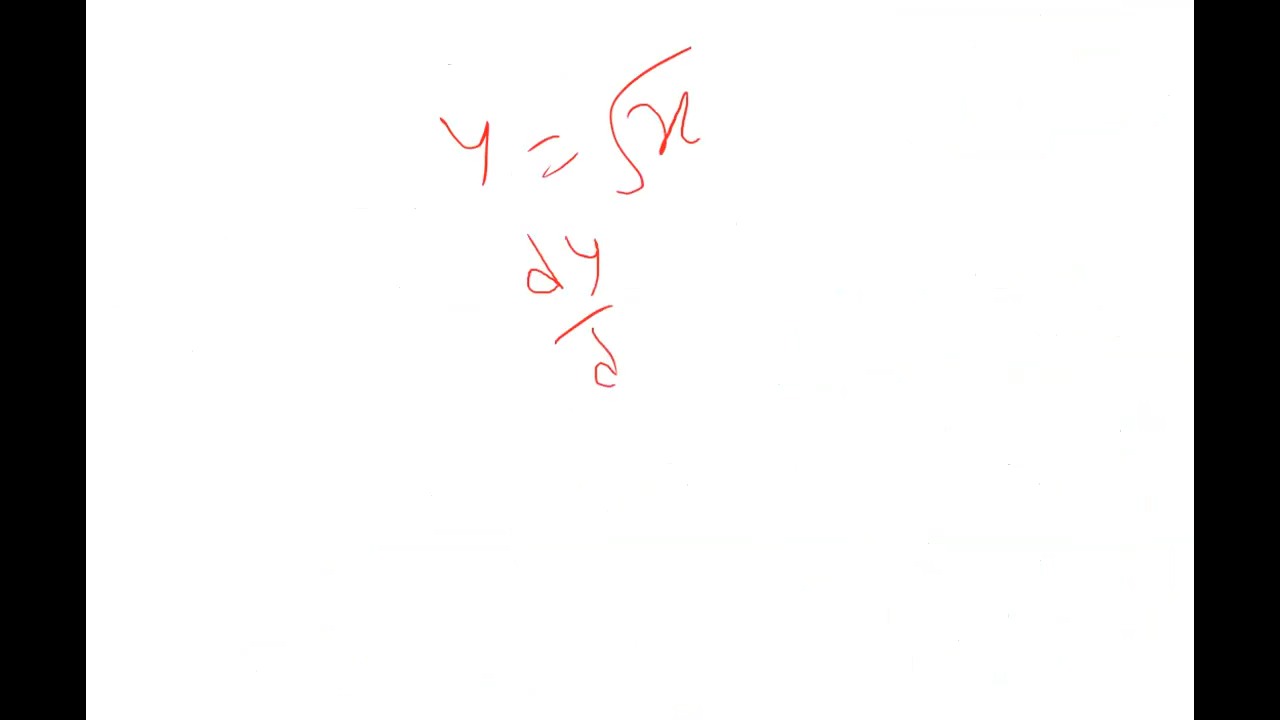 y = √x
dy
/d